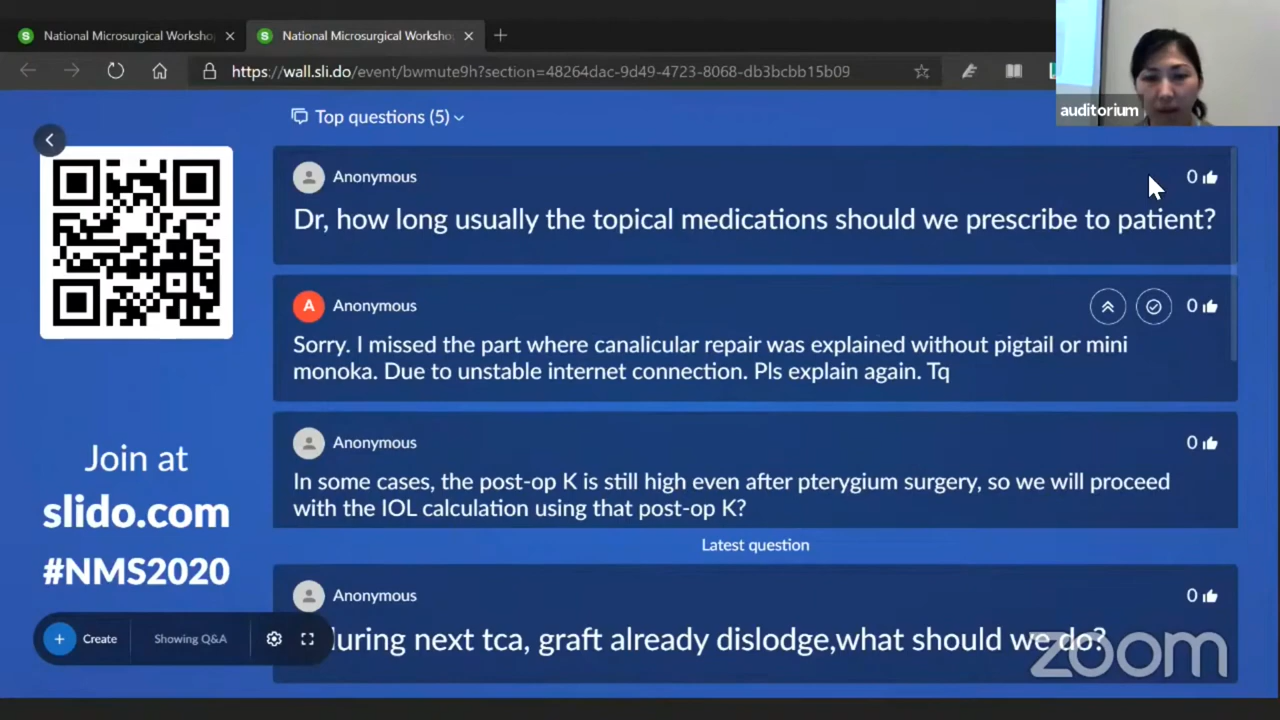 National Microsurgical Worksho
National Microsurgical Worksho
https://wall.sli.do/event/bwmute9h?section=48264dac-9d49-4723-8068-db3bcbb15b09
auditorium
Top questions (5)
Anonymous
0
Dr, how long usually the topical medications should we prescribe to patient?
A
Anonymous
0
Sorry. I missed the part where canalicular repair was explained without pigtail or mini
monoka. Due to unstable internet connection. Pls explain again. Tq
Anonymous
0
In some cases, the post-op K is still high even after pterygium surgery, so we will proceed
with the IOL calculation using that post-op K?
Join at
slido.com
#NMS2020
Latest question
Anonymous
0
during next tca, graft already dislodge,what should we do?
Create
Showing Q&A
zoom